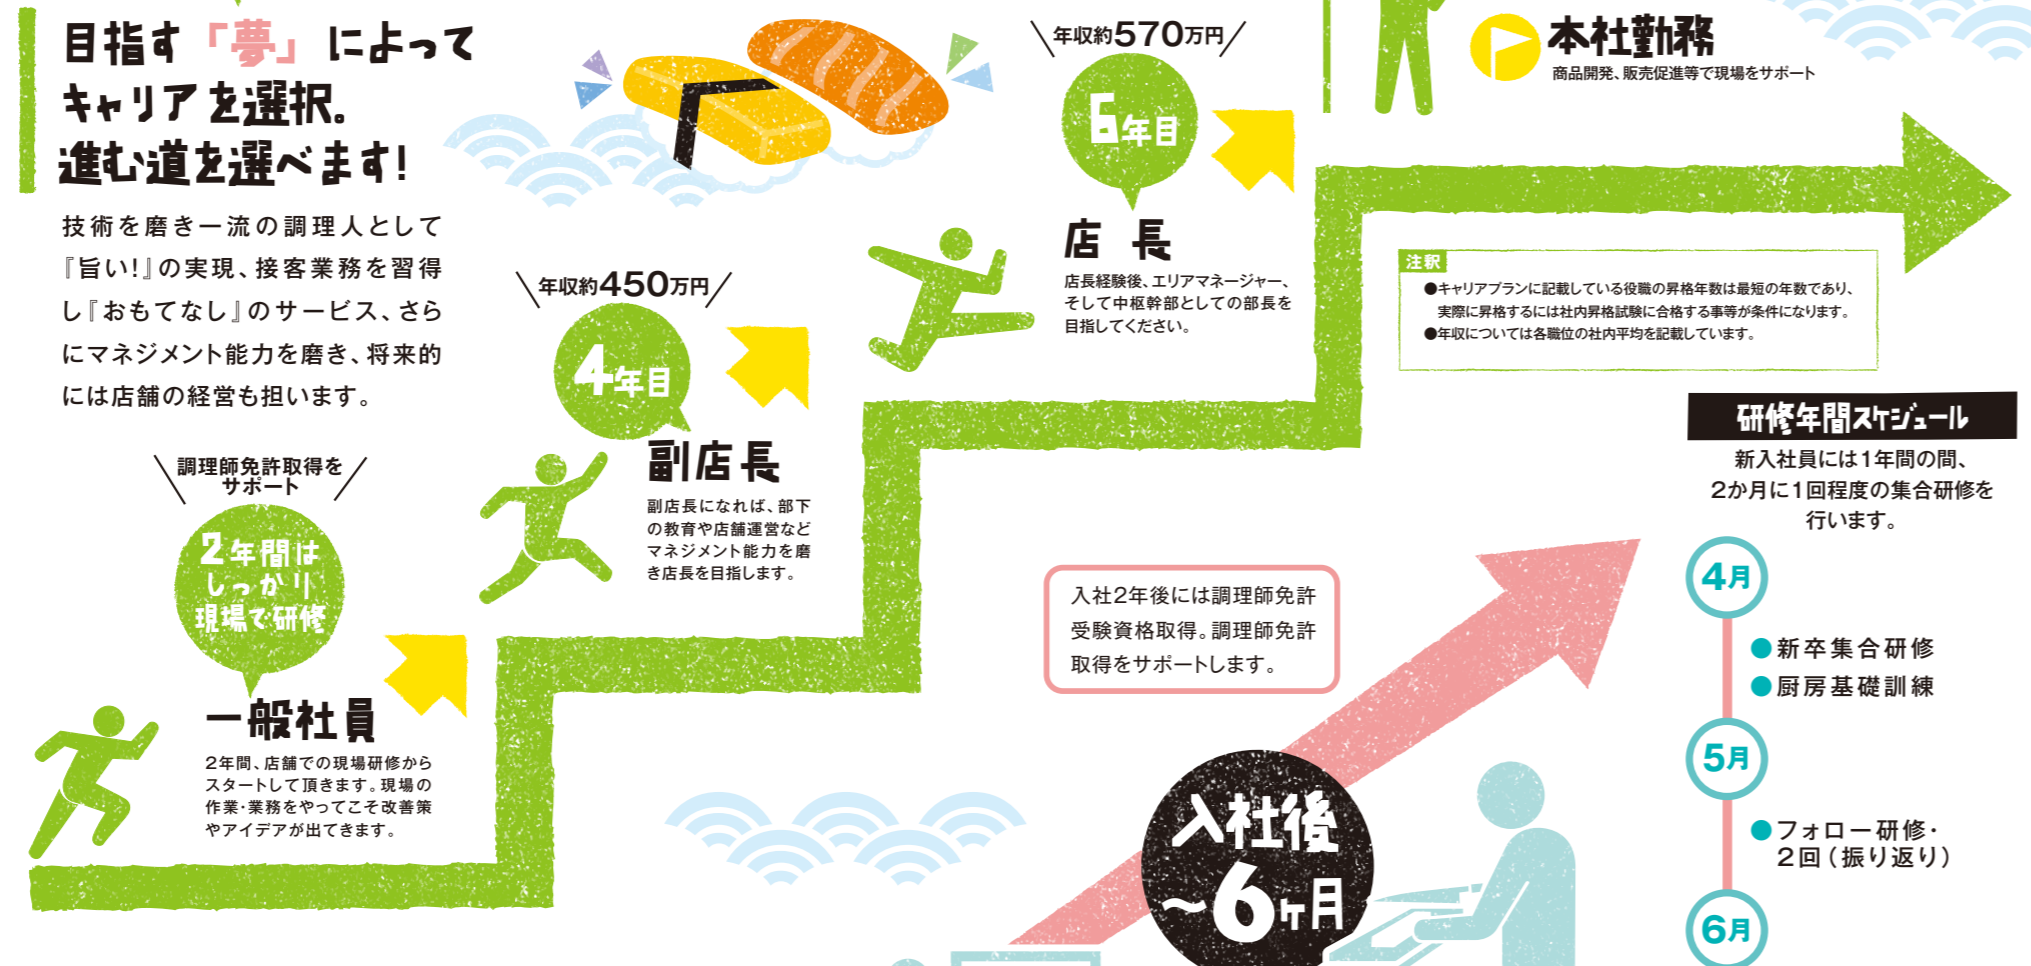 目指す「夢」によって
キャリアを選択。
進む道を選べます!
技術を磨き一流の調理人として
『旨い!』の実現、接客業務を習得
し『おもてなし』のサービス、さら
にマネジメント能力を磨き、将来的
には店舗の経営も担います。
調理師免許取得を
サポート
2年間は
しっかり
現場で研修
一般社員
2年間、店舗での現場研修から
スタートして頂きます。現場の
作業・業務をやってこそ改善策
やアイデアが出てきます。
年収約450万円
4年目
副店長
副店長になれば、部下
の教育や店舗運営など
マネジメント能力を磨
き店長を目指します。
年収約570万円
6年目
店長
店長経験後、エリアマネージャー、
そして中枢幹部としての部長を
目指してください。
本社勤務
商品開発、販売促進等で現場をサポート
注釈
●キャリアプランに記載している役職の昇格年数は最短の年数であり、
実際に昇格するには社内昇格試験に合格する事等が条件になります。
●年収については各職位の社内平均を記載しています。
入社2年後には調理師免許
受験資格取得。調理師免許
取得をサポートします。
入社後
〜6ヶ月
研修年間スケジュール
新入社員には1年間の間、
2か月に1回程度の集合研修を
行います。
4月
●新卒集合研修
●厨房基礎訓練
5月
●フォロー研修・
2回(振り返り)
6月